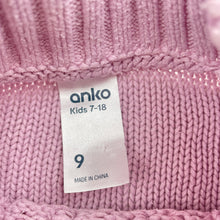 anko
Kids 7-18
9
MADE IN CHINA